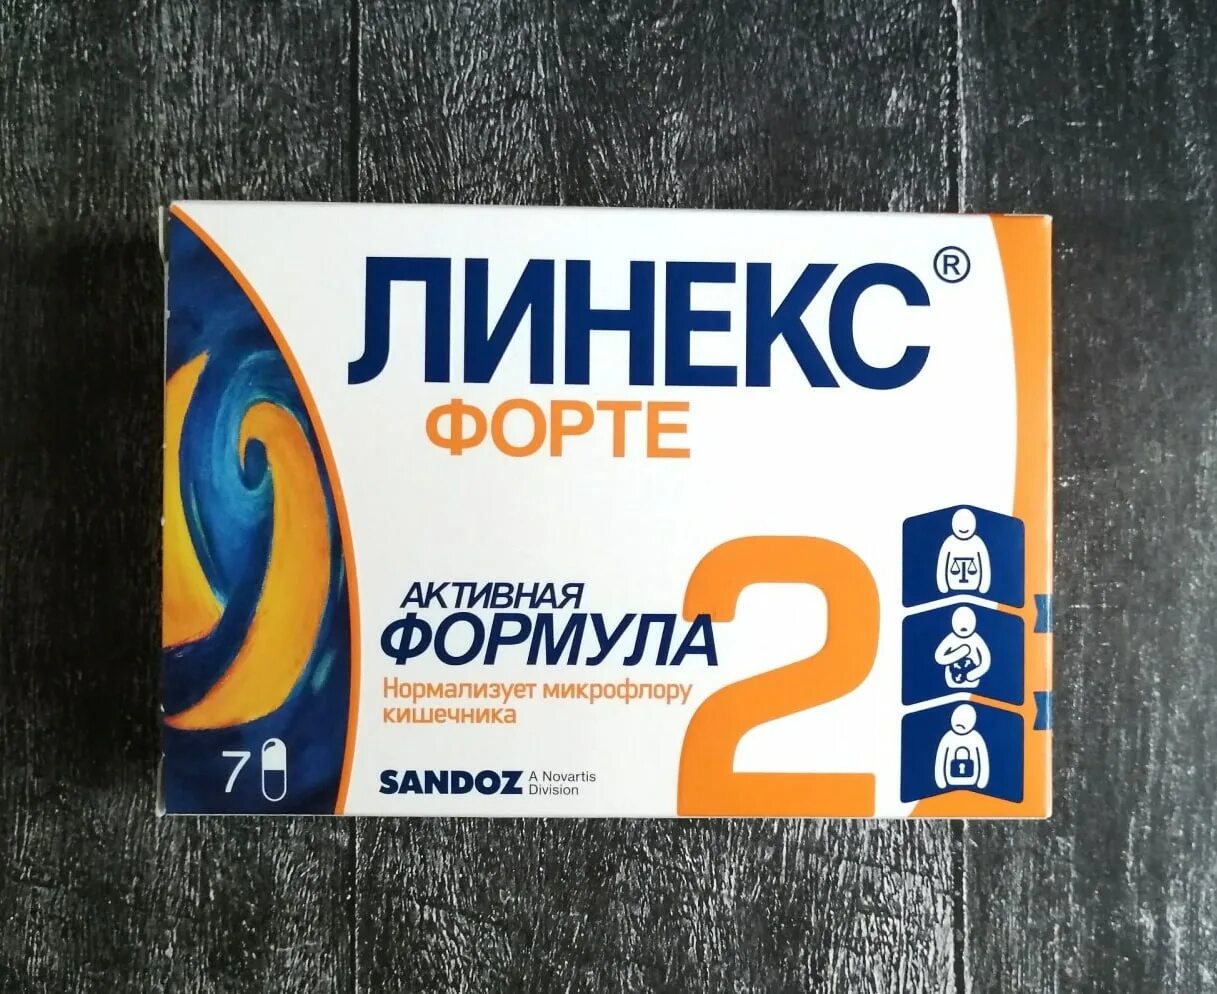 ЛИНЕКС®
ФОРТЕ
АКТИВНАЯ
ФОРМУЛА 2
Нормализует микрофлору
кишечника
7
SANDOZ A Novartis
Division